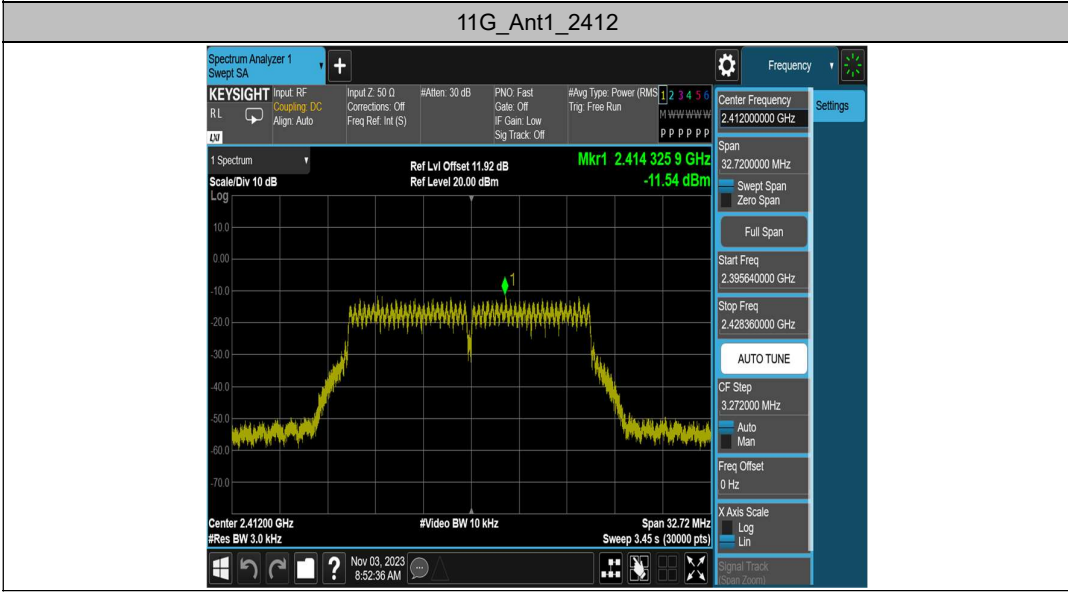 11G_Ant1_2412
Spectrum Analyzer 1
Swept SA
Frequency
KEYSIGHT
RL
LXI
Input: RF
Coupling: DC
Align: Auto
Input Z: 50 Ω
Corrections: Off
Freq Ref: Int (S)
#Atten: 30 dB
PNO: Fast
Gate: Off
IF Gain: Low
Sig Track: Off
#Avg Type: Power (RMS
Trig: Free Run
1 2 3 4 5 6
M W W W W W
P P P P P P
Center Frequency
2.412000000 GHz
Settings
1 Spectrum
Scale/Div 10 dB
Log
Ref Lvl Offset 11.92 dB
Ref Level 20.00 dBm
Mkr1 2.414 325 9 GHz
-11.54 dBm
Span
32.7200000 MHz
Swept Span
Zero Span
Full Span
Start Freq
2.395640000 GHz
Stop Freq
2.428360000 GHz
AUTO TUNE
CF Step
3.272000 MHz
Auto
Man
Freq Offset
0 Hz
X Axis Scale
Log
Lin
Signal Track
(Span Zoom)
10.0
0.00
-10.0
-20.0
-30.0
-40.0
-50.0
-60.0
-70.0
1
Center 2.41200 GHz
#Res BW 3.0 kHz
#Video BW 10 kHz
Span 32.72 MHz
Sweep 3.45 s (30000 pts)
?
Nov 03, 2023
8:52:36 AM